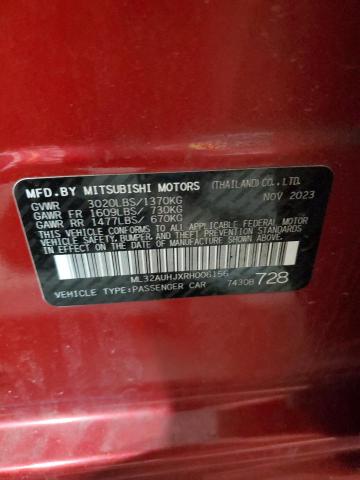 MFD.BY MITSUBISHI MOTORS (THAILAND) CO., LTD.
GVWR 3020LBS/1370KG NOV 2023
GAWR FR 1609LBS/ 730KG
GAWR RR 1477LBS/ 670KG
THIS VEHICLE CONFORMS TO ALL APPLICABLE FEDERAL MOTOR
VEHICLE SAFETY, BUMPER, AND THEFT PREVENTION STANDARDS
IN EFFECT ON THE DATE OF MANUFACTURE SHOWN ABOVE.
ML32AUHJXRH006156
VEHICLE TYPE:PASSENGER CAR 7430B 728